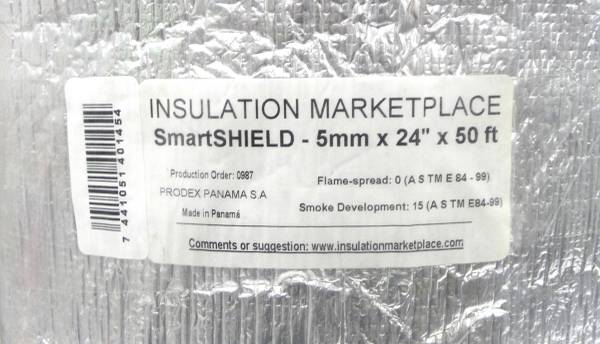 INSULATION MARKETPLACE
SmartSHIELD - 5mm x 24" x 50 ft
Production Order: 0987
PRODEX PANAMA S.A
Made in Panamá
Flame-spread: 0 (A S TM E 84 - 99)
Smoke Development: 15 (A S TM E84-99)
Comments or suggestion: www.insulationmarketplace.com
7 441051 401454